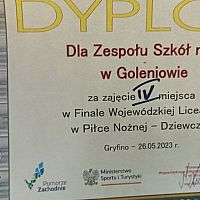 DYPLO
Dla Zespołu Szkół
w Goleniowie
za zajęcie IV miejsca
w Finale Wojewódzkiej Lice
w Piłce Nożnej - Dziewcz
Gryfino - 26.05.2023 r.
Pomorze
Zachodnie
Ministerstwo
Sportu i Turystyki